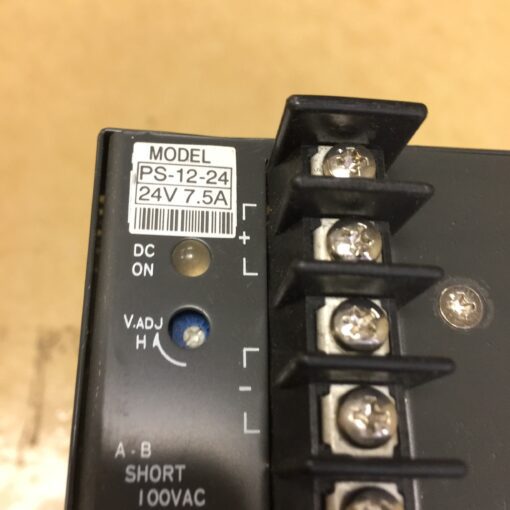 MODEL
PS-12-24
24V 7.5A
+
DC
ON
V.ADJ
H
-
A-B
SHORT
100VAC